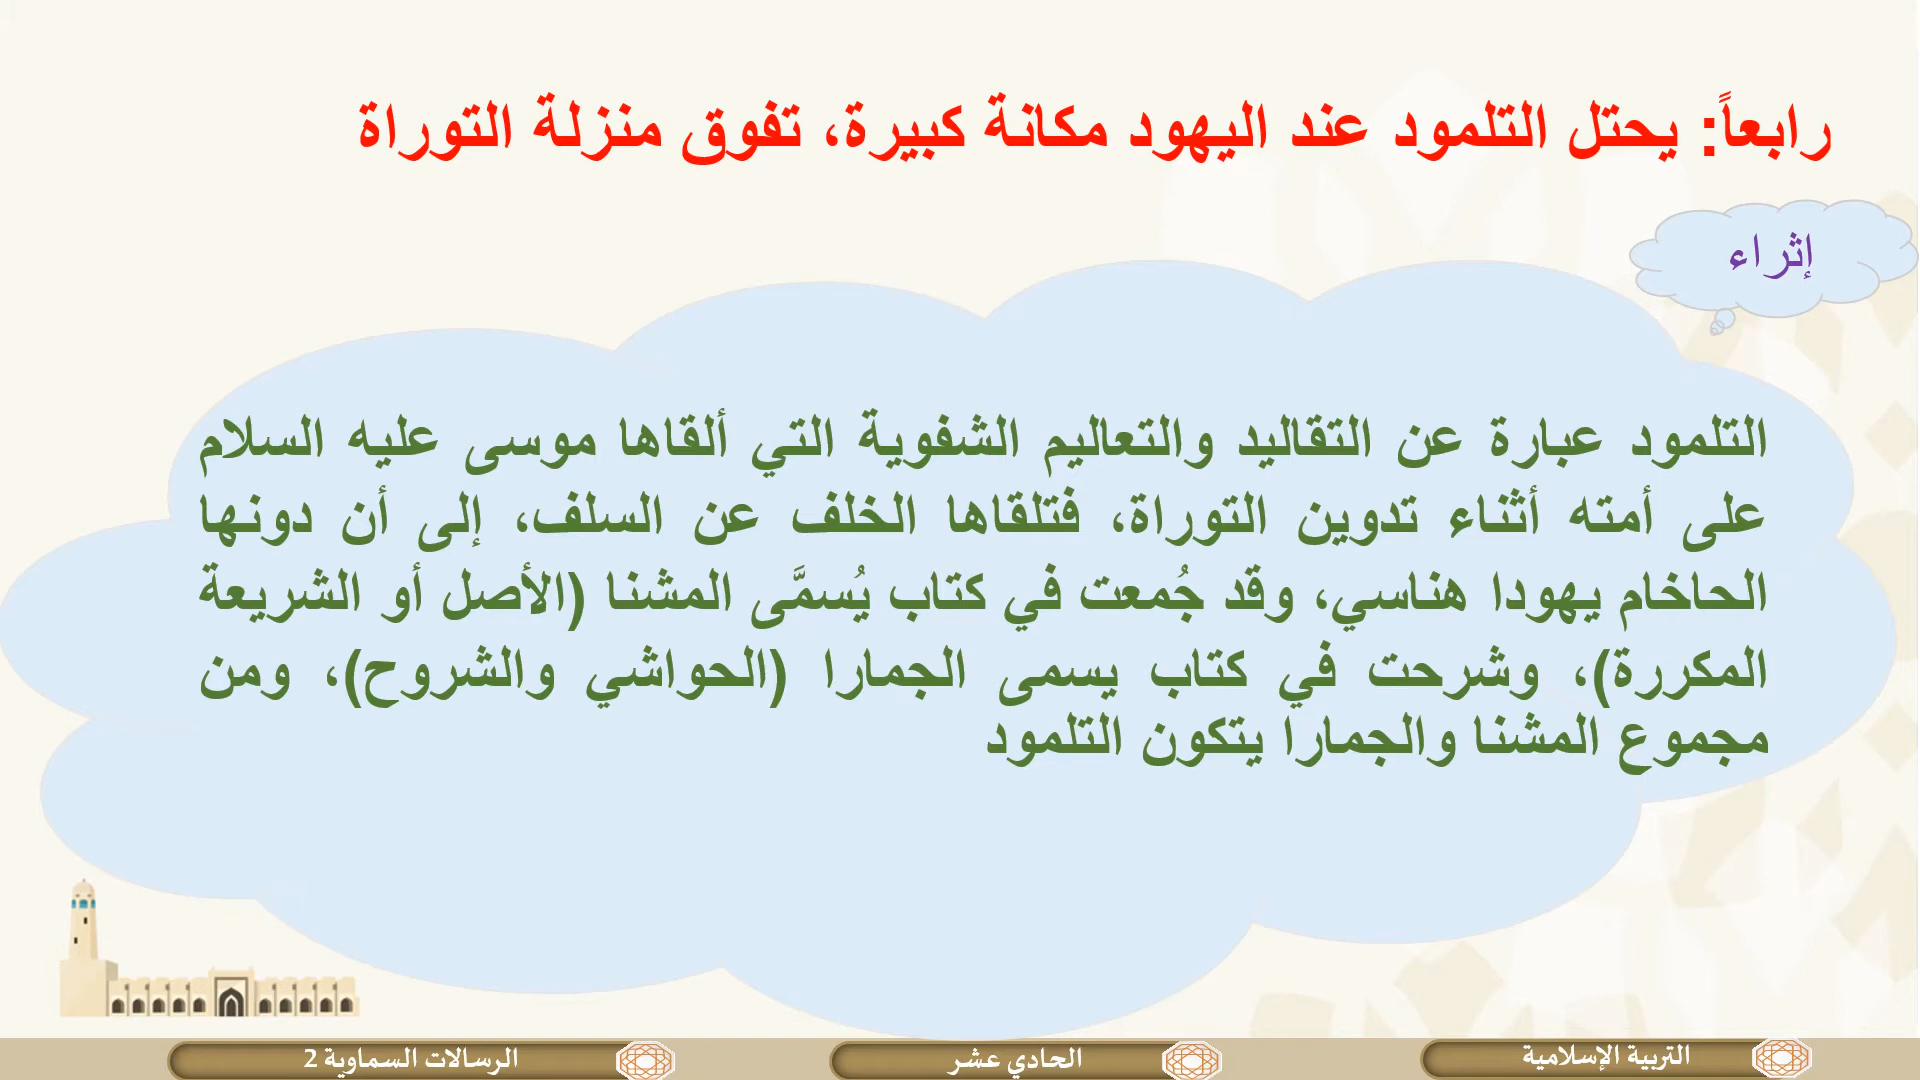 رابعاً: يحتل التلمود عند اليهود مكانة كبيرة، تفوق منزلة التوراة
إثراء
التلمود عبارة عن التقاليد والتعاليم الشفوية التي ألقاها موسى عليه السلام
على أمته أثناء تدوين التوراة، فتلقاها الخلف عن السلف، إلى أن دونها
الحاخام يهودا هناسي، وقد جُمعت في كتاب يُسمَّى المشنا (الأصل أو الشريعة
المكررة)، وشرحت في كتاب يسمى الجمارا (الحواشي والشروح)، ومن
مجموع المشنا والجمارا يتكون التلمود
التربية الإسلامية
الحادي عشر
الرسالات السماوية 2